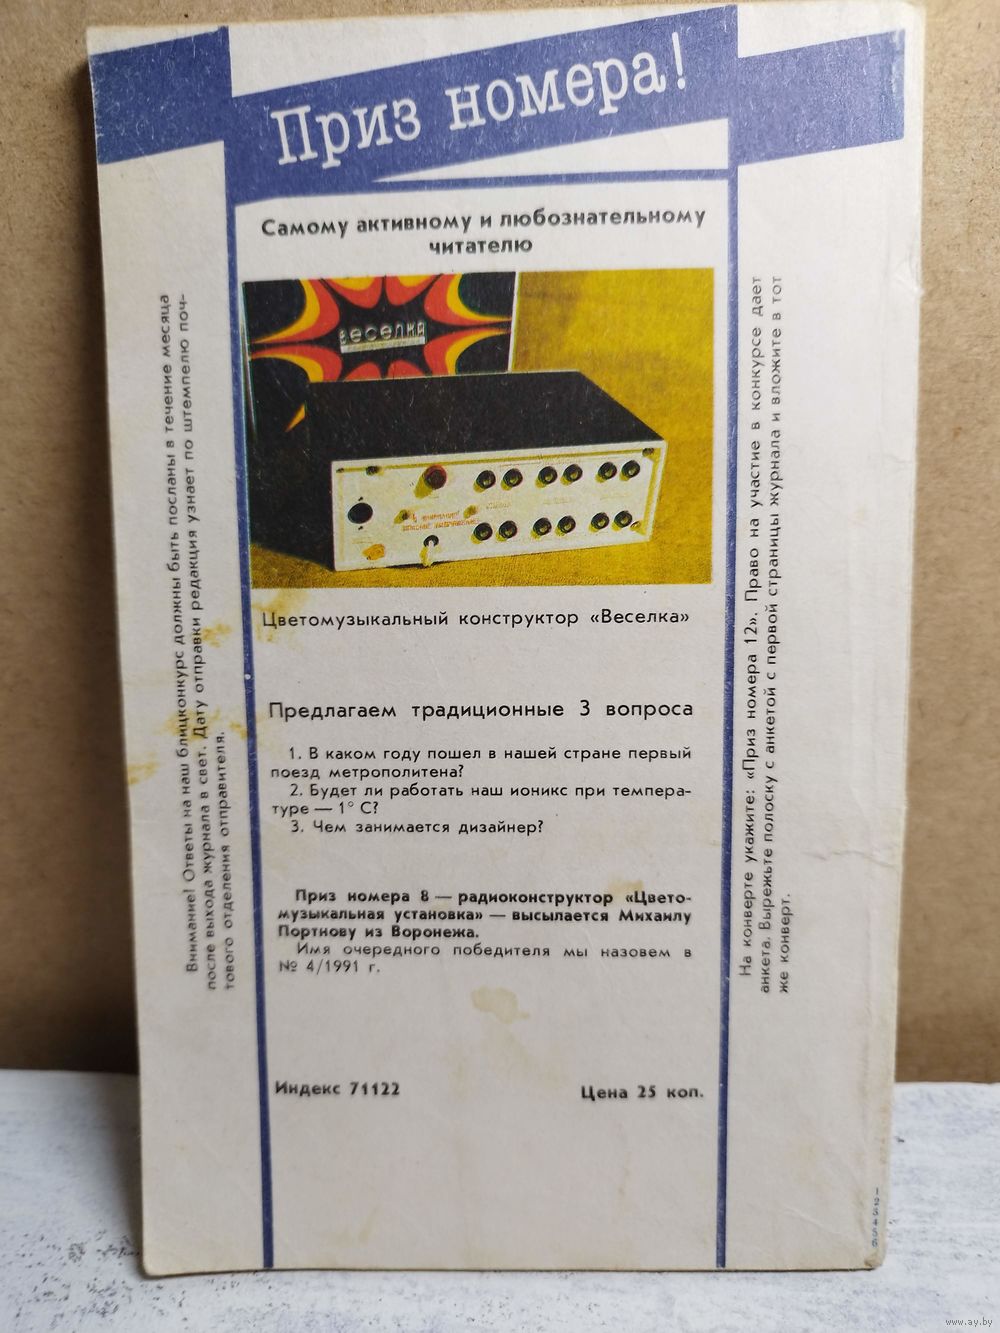 Приз номера!
Самому активному и любознательному
читателю
веселка
Цветомузыкальный конструктор «Веселка»
Предлагаем традиционные 3 вопроса
1. В каком году пошел в нашей стране первый
поезд метрополитена?
2. Будет ли работать наш ионикс при темпера-
туре — 1° С?
3. Чем занимается дизайнер?
Приз номера 8 — радиоконструктор «Цвето-
музыкальная установка» — высылается Михаилу
Портнову из Воронежа.
Имя очередного победителя мы назовем в
№ 4/1991 г.
Индекс 71122
Цена 25 коп.
Внимание! Ответы на наш блицконкурс должны быть посланы в течение месяца
после выхода журнала в свет. Дату отправки редакция узнает по штемпелю поч-
тового отделения отправителя.
На конверте укажите: «Приз номера 12». Право на участие в конкурсе дает
анкета. Вырежьте полоску с анкетой с первой страницы журнала и вложите в тот
же конверт.
www.ay.by